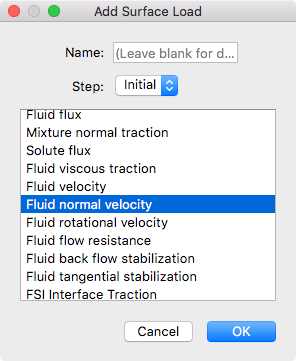 Add Surface Load
Name: (Leave blank for d...
Step: Initial
Fluid flux
Mixture normal traction
Solute flux
Fluid viscous traction
Fluid velocity
Fluid normal velocity
Fluid rotational velocity
Fluid flow resistance
Fluid back flow stabilization
Fluid tangential stabilization
FSI Interface Traction
Cancel OK